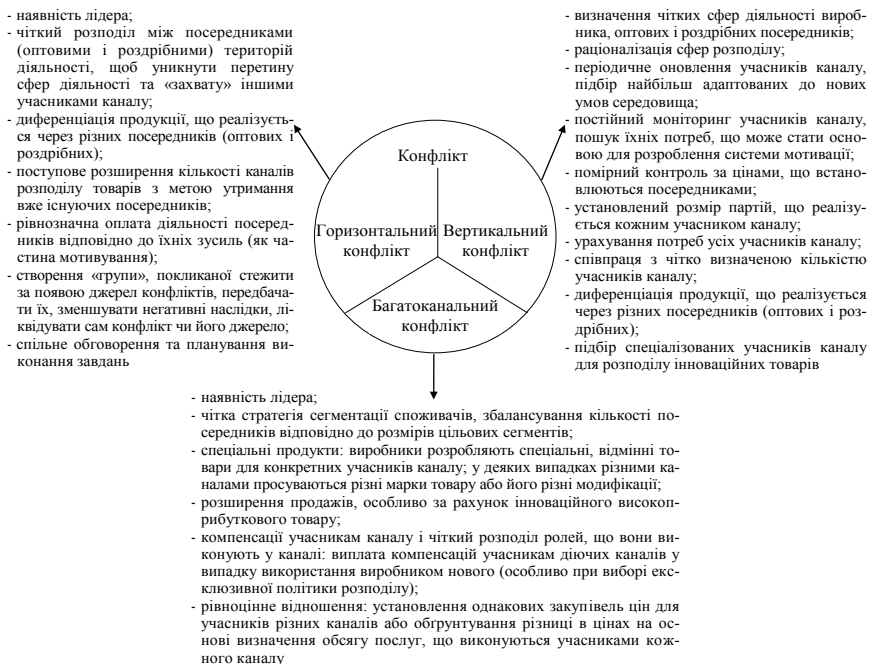 - наявність лідера;
- чіткий розподіл між посередниками
(оптовими і роздрібними) територій
діяльності, щоб уникнути перетину
сфер діяльності та «захвату» іншими
учасниками каналу;
- диференціація продукції, що реалізуєть-
ся через різних посередників (оптових і
роздрібних);
- поступове розширення кількості каналів
розподілу товарів з метою утримання
вже існуючих посередників;
- рівнозначна оплата діяльності посеред-
ників відповідно до їхніх зусиль (як ча-
стина мотивування);
- створення «групи», покликаної стежити
за появою джерел конфліктів, передбача-
ти їх, зменшувати негативні наслідки, лі-
квідувати сам конфлікт чи його джерело;
- спільне обговорення та планування ви-
конання завдань
Конфлікт
Горизонтальний
конфлікт
Вертикальний
конфлікт
Багатоканальний
конфлікт
- визначення чітких сфер діяльності вироб-
ника, оптових і роздрібних посередників;
- раціоналізація сфер розподілу;
- періодичне оновлення учасників каналу,
підбір найбільш адаптованих до нових
умов середовища;
- постійний моніторинг учасників каналу,
пошук їхніх потреб, що може стати осно-
вою для розроблення системи мотивації;
- помірний контроль за цінами, що встано-
влюються посередниками;
- установлений розмір партій, що реалізу-
ється кожним учасником каналу;
- урахування потреб усіх учасників каналу;
- співпраця з чітко визначеною кількістю
учасників каналу;
- диференціація продукції, що реалізується
через різних посередників (оптових і роз-
дрібних);
- підбір спеціалізованих учасників каналу
для розподілу інноваційних товарів
- наявність лідера;
- чітка стратегія сегментації споживачів, збалансування кількості по-
середників відповідно до розмірів цільових сегментів;
- спеціальні продукти: виробники розробляють спеціальні, відмінні то-
вари для конкретних учасників каналу; у деяких випадках різними ка-
налами просуваються різні марки товару або його різні модифікації;
- розширення продажів, особливо за рахунок інноваційного високоп-
рибуткового товару;
- компенсації учасникам каналу і чіткий розподіл ролей, що вони ви-
конують у каналі: виплата компенсацій учасникам діючих каналів у
випадку використання виробником нового (особливо при виборі екс-
клюзивної політики розподілу);
- рівноцінне відношення: установлення однакових закупівель цін для
учасників різних каналів або обґрунтування різниці в цінах на ос-
нові визначення обсягу послуг, що виконуються учасниками кож-
ного каналу